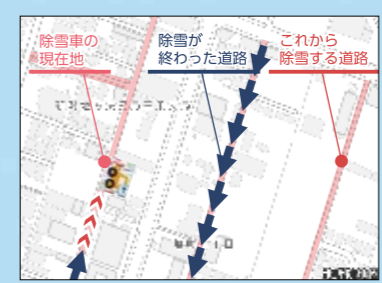 除雪車の
現在地
除雪が
終わった道路
これから
除雪する道路